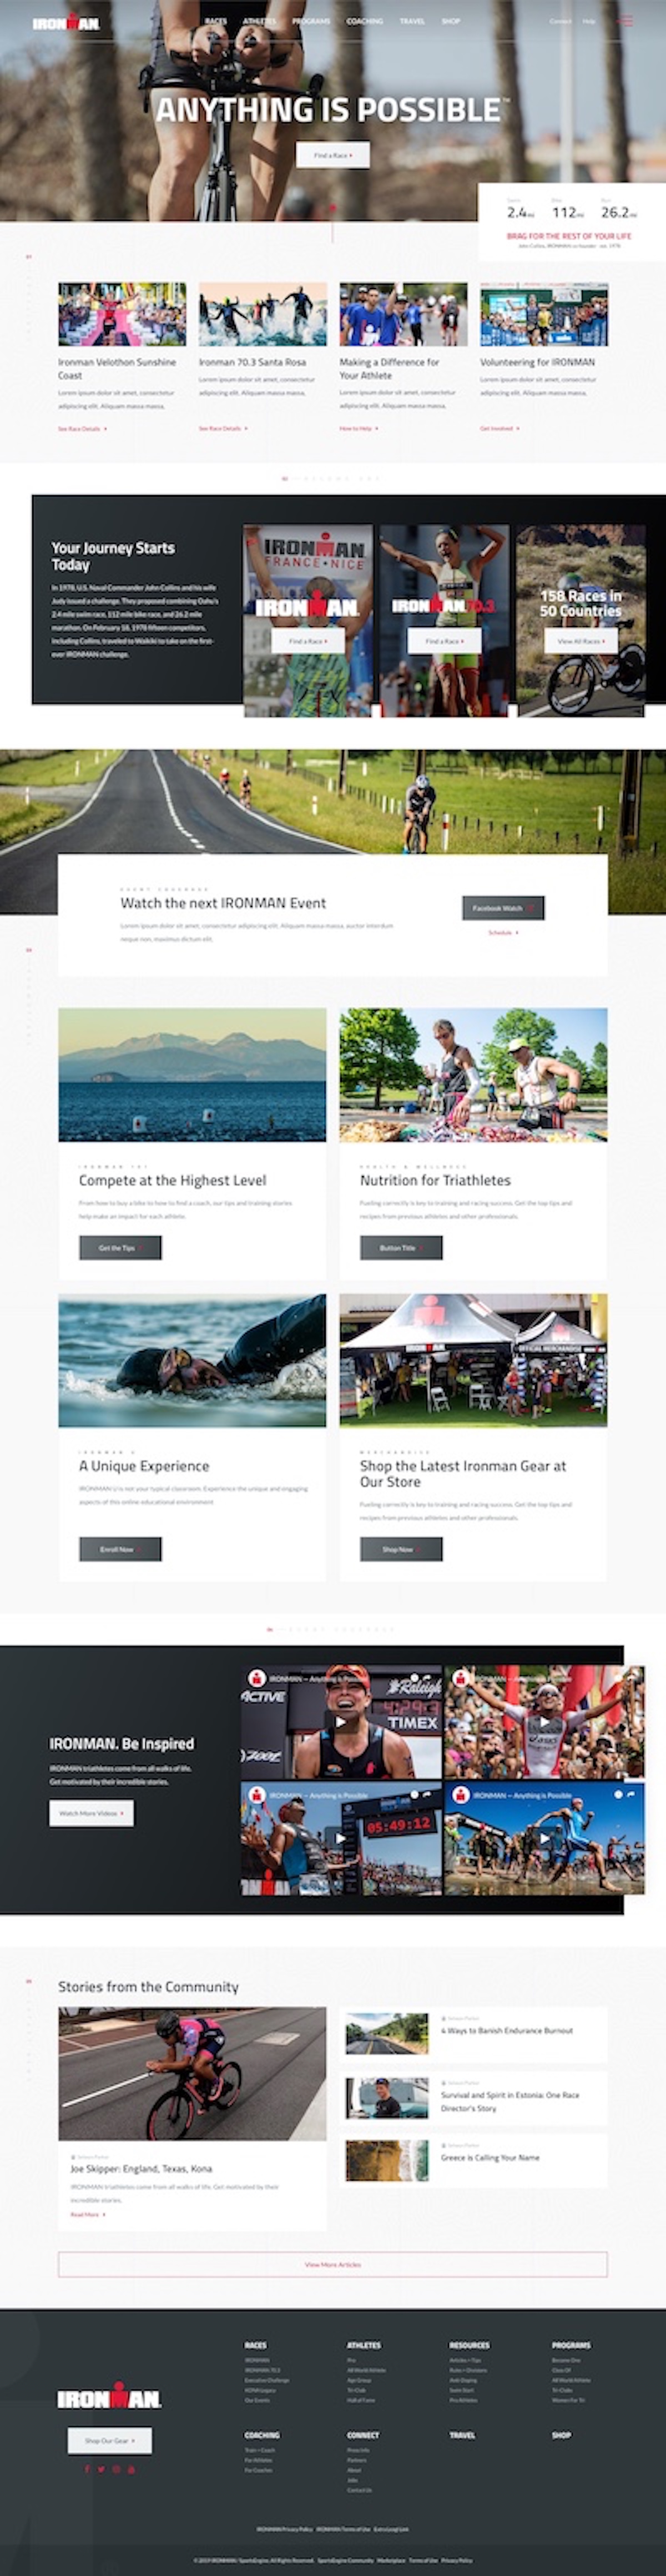 IRONMAN
RACES ATHLETES PROGRAMS COACHING TRAVEL SHOP
Connect Help
ANYTHING IS POSSIBLE™
Find a Race
Swim Bike Run
2.4mi 112mi 26.2mi
BRAG FOR THE REST OF YOUR LIFE
John Collins, IRONMAN co-founder - est. 1978
01
Ironman Velothon Sunshine
Coast
Lorem ipsum dolor sit amet, consectetur
adipiscing elit. Aliquam massa massa,
See Race Details
Ironman 70.3 Santa Rosa
Lorem ipsum dolor sit amet, consectetur
adipiscing elit. Aliquam massa massa,
See Race Details
Making a Difference for
Your Athlete
Lorem ipsum dolor sit amet, consectetur
adipiscing elit. Aliquam massa massa,
How to Help
Volunteering for IRONMAN
Lorem ipsum dolor sit amet, consectetur
adipiscing elit. Aliquam massa massa,
Get Involved
02
Your Journey Starts
Today
In 1978, U.S. Naval Commander John Collins and his wife
Judy issued a challenge. They proposed combining Oahu's
2.4 mile swim race, 112 mile bike race, and 26.2 mile
marathon. On February 18, 1978 fifteen competitors,
including Collins, traveled to Waikiki to take on the first-
ever IRONMAN challenge.
IRONMAN
FRANCE • NICE
IRONMAN
Find a Race
IRONMAN 70.3
Find a Race
158 Races in
50 Countries
View All Races
EVENT COVERAGE
Watch the next IRONMAN Event
Lorem ipsum dolor sit amet, consectetur adipiscing elit. Aliquam massa massa, auctor interdum
neque non, maximus dictum elit.
Facebook Watch
Schedule
03
IRONMAN 101
Compete at the Highest Level
From how to buy a bike to how to find a coach, our tips and training stories
help make an impact for each athlete.
Get the Tips
HEALTH & WELLNESS
Nutrition for Triathletes
Fueling correctly is key to training and racing success. Get the top tips and
recipes from previous athletes and other professionals.
Button Title
IRONMAN
OFFICIAL MERCHANDISE
IRONMAN U
A Unique Experience
IRONMAN U is not your typical classroom. Experience the unique and engaging
aspects of this online educational environment
Enroll Now
MERCHANDISE
Shop the Latest Ironman Gear at
Our Store
Fueling correctly is key to training and racing success. Get the top tips and
recipes from previous athletes and other professionals.
Shop Now
04 EVENT COVERAGE
IRONMAN. Be Inspired
IRONMAN triathletes come from all walks of life.
Get motivated by their incredible stories.
Watch More Videos
IRONMAN – Anything is Possible
ACTIVE
Raleigh
4:29:3
TIMEX
ZOOT
IRONMAN – Anything is Possible
asics
IRONMAN – Anything is Possible
05:49:12
IRONMAN – Anything is Possible
05
Stories from the Community
Joe Skipper: England, Texas, Kona
IRONMAN triathletes come from all walks of life. Get motivated by their
incredible stories.
Read More
4 Ways to Banish Endurance Burnout
Survival and Spirit in Estonia: One Race
Director's Story
Greece is Calling Your Name
View More Articles
IRONMAN
Shop Our Gear
RACES
IRONMAN
IRONMAN 70.3
Executive Challenge
KONA Legacy
Our Events
ATHLETES
Pro
All World Athlete
Age Group
Tri-Club
Hall of Fame
RESOURCES
Articles + Tips
Rules + Divisions
Anti-Doping
Swim Start
Pro Athletes
PROGRAMS
Become One
Class Of
All World Athlete
Tri-Clubs
Women For Tri
COACHING
Train + Coach
For Athletes
For Coaches
CONNECT
Press Info
Partners
About
Jobs
Contact Us
TRAVEL
SHOP
IRONMAN Privacy Policy IRONMAN Terms of Use Extra Long Link
© 2019 IRONMAN / SportsEngine, All Rights Reserved. SportsEngine Community Marketplace Terms of Use Privacy Policy